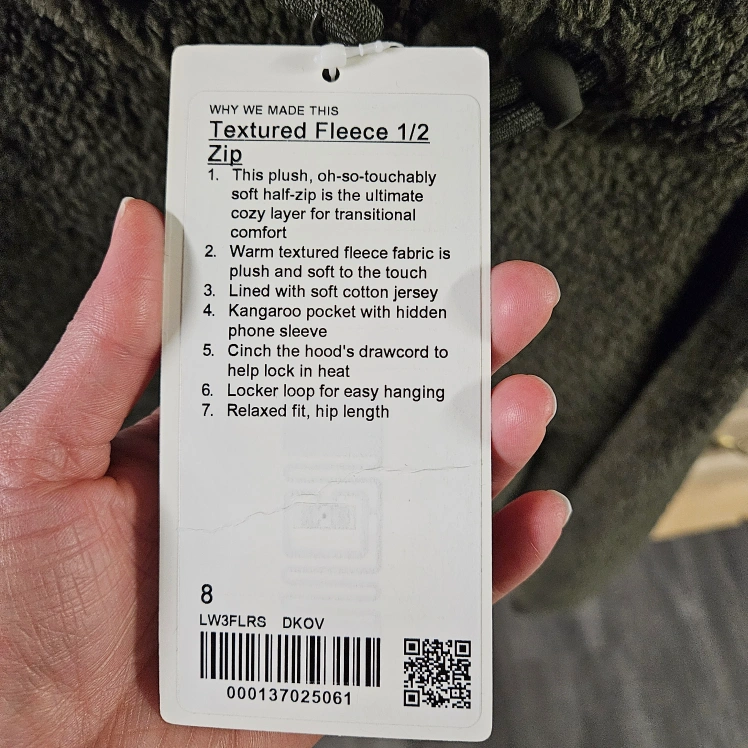 WHY WE MADE THIS
Textured Fleece 1/2
Zip
1. This plush, oh-so-touchably
soft half-zip is the ultimate
cozy layer for transitional
comfort
2. Warm textured fleece fabric is
plush and soft to the touch
3. Lined with soft cotton jersey
4. Kangaroo pocket with hidden
phone sleeve
5. Cinch the hood's drawcord to
help lock in heat
6. Locker loop for easy hanging
7. Relaxed fit, hip length
8
LW3FLRS DKOV
000137025061